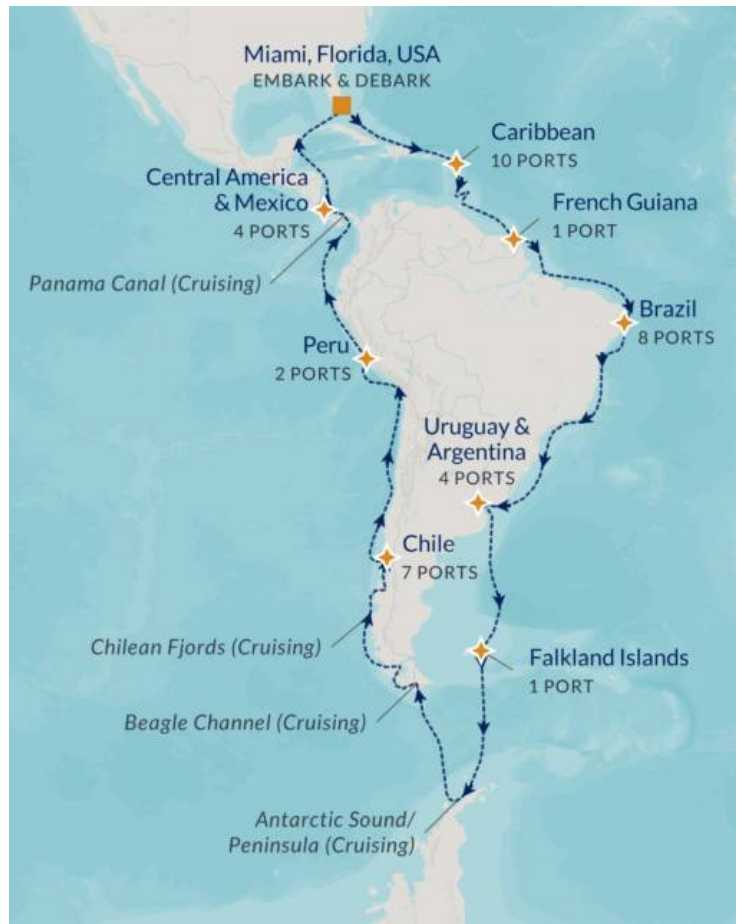 Miami, Florida, USA
EMBARK & DEBARK
Caribbean
10 PORTS
Central America
& Mexico
4 PORTS
French Guiana
1 PORT
Panama Canal (Cruising)
Brazil
8 PORTS
Peru
2 PORTS
Uruguay &
Argentina
4 PORTS
Chile
7 PORTS
Chilean Fjords (Cruising)
Falkland Islands
1 PORT
Beagle Channel (Cruising)
Antarctic Sound/
Peninsula (Cruising)